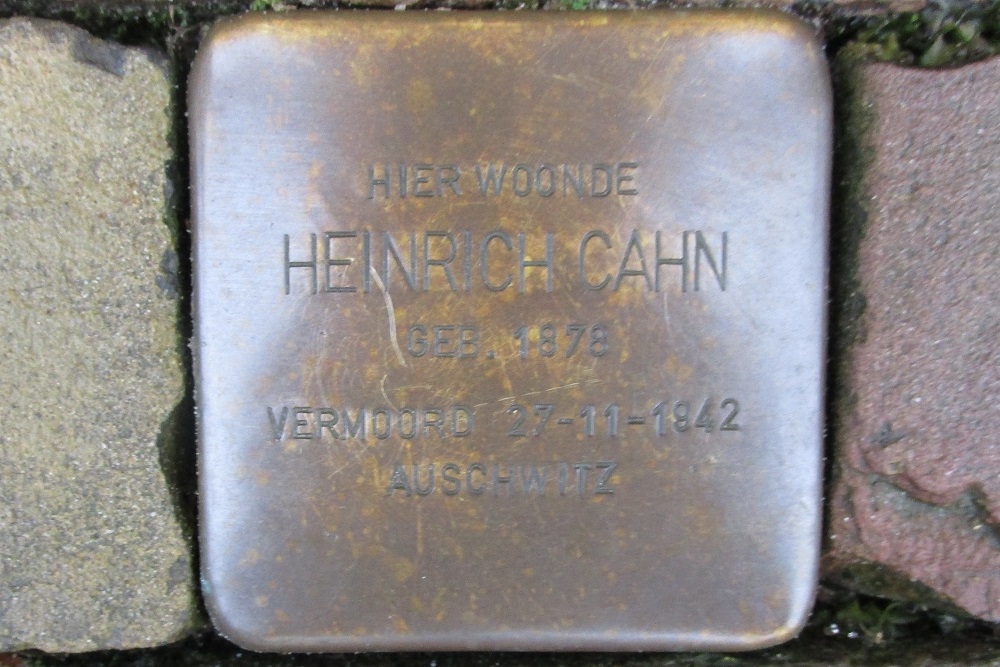 HIER WOONDE
HEINRICH CAHN
GEB. 1878
VERMOORD 27-11-1942
AUSCHWITZ